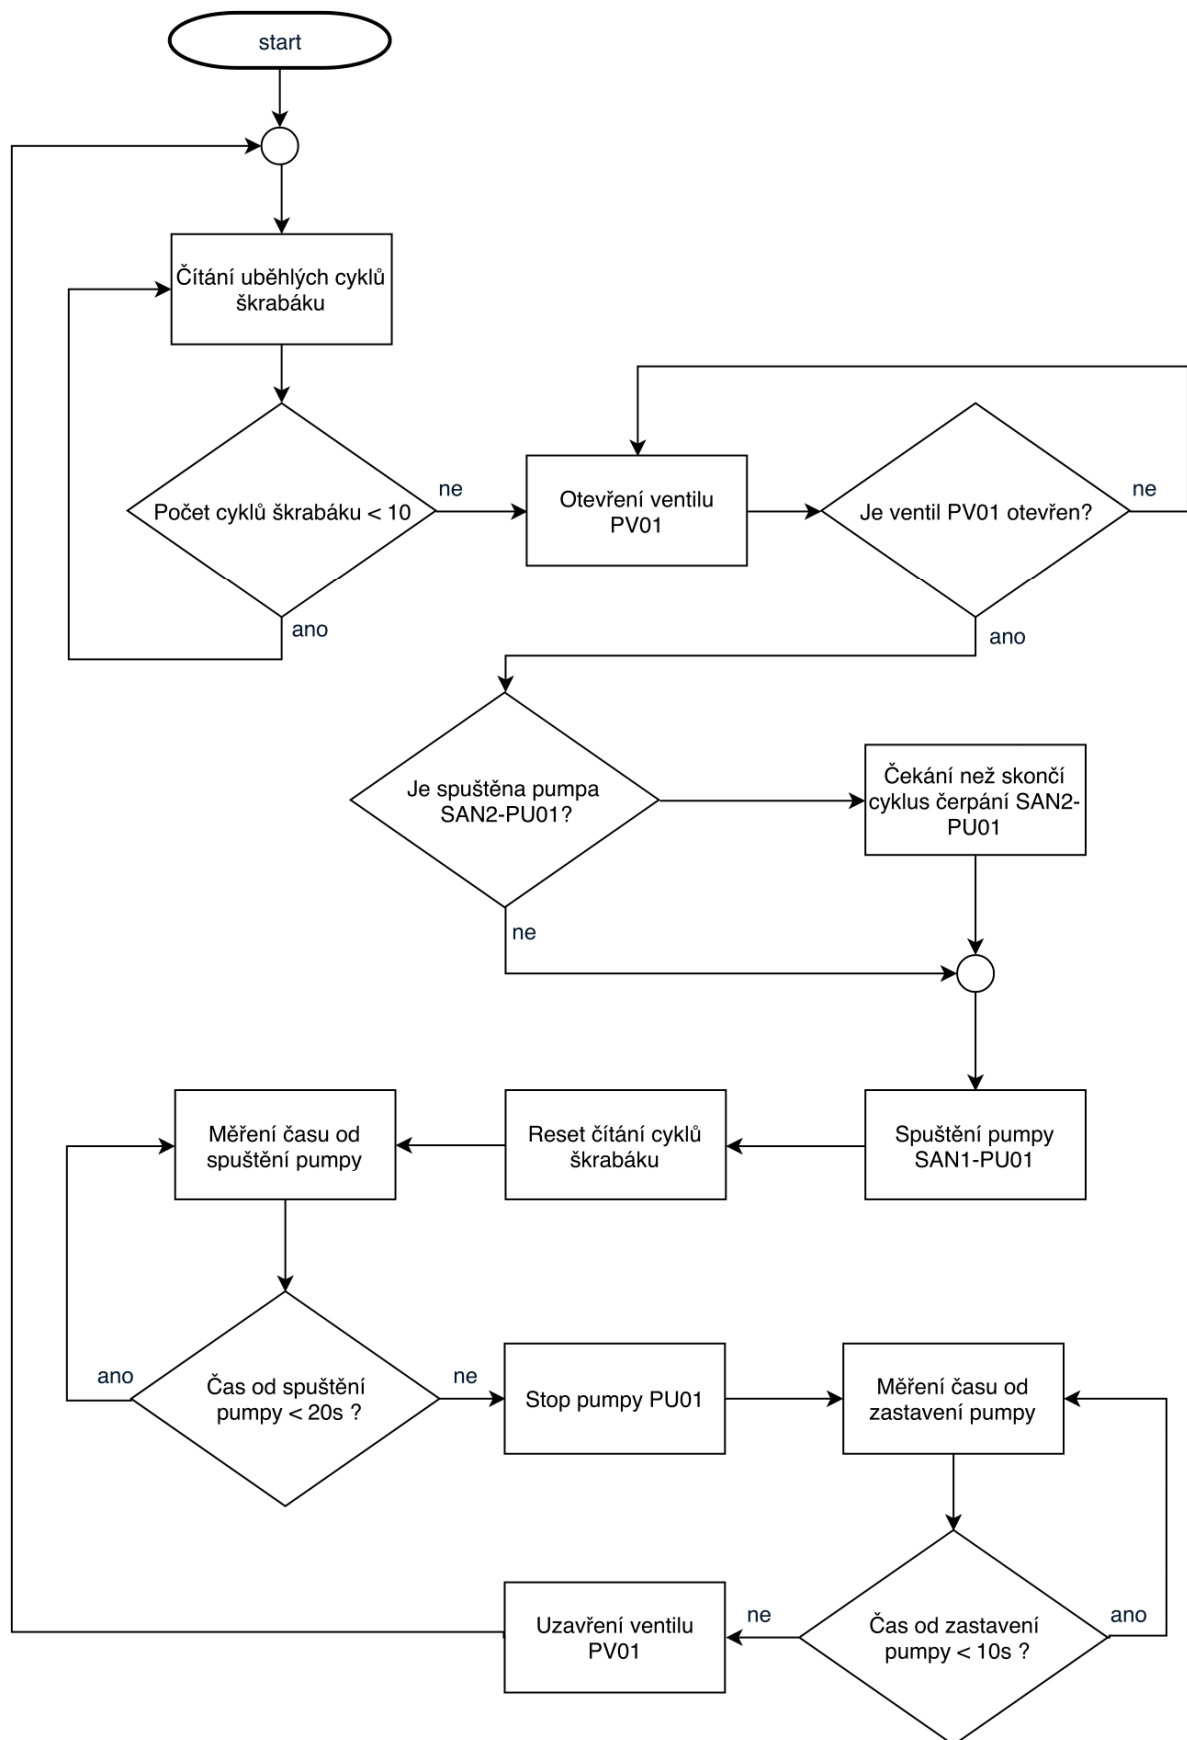 start
Čítání uběhlých cyklů
škrabáku
Počet cyklů škrabáku < 10
ne
ano
Otevření ventilu
PV01
Je ventil PV01 otevřen?
ne
ano
Je spuštěna pumpa
SAN2-PU01?
ne
Čekání než skončí
cyklus čerpání SAN2-
PU01
Spuštění pumpy
SAN1-PU01
Reset čítání cyklů
škrabáku
Měření času od
spuštění pumpy
Čas od spuštění
pumpy < 20s ?
ano
ne
Stop pumpy PU01
Měření času od
zastavení pumpy
Čas od zastavení
pumpy < 10s ?
ano
ne
Uzavření ventilu
PV01